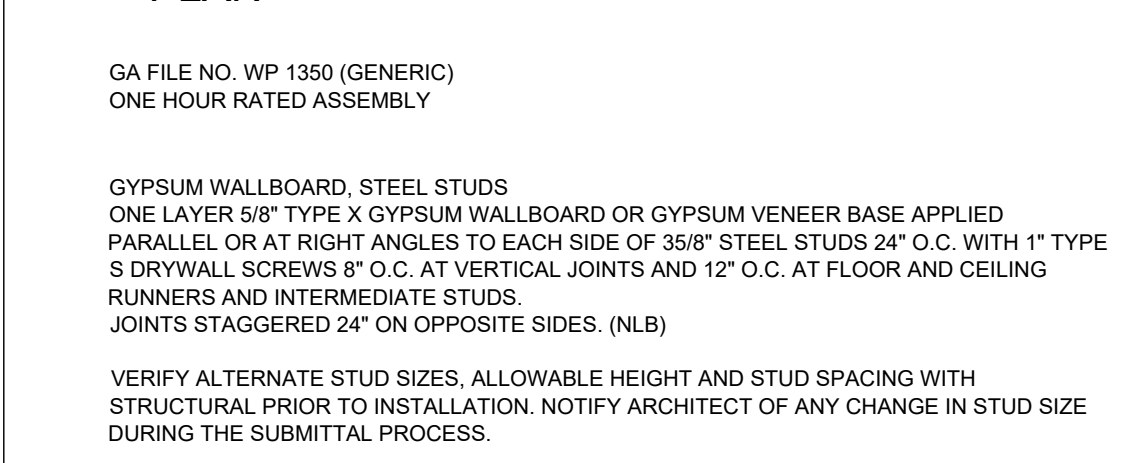 GA FILE NO. WP 1350 (GENERIC)
ONE HOUR RATED ASSEMBLY
GYPSUM WALLBOARD, STEEL STUDS
ONE LAYER 5/8" TYPE X GYPSUM WALLBOARD OR GYPSUM VENEER BASE APPLIED
PARALLEL OR AT RIGHT ANGLES TO EACH SIDE OF 35/8" STEEL STUDS 24" O.C. WITH 1" TYPE
S DRYWALL SCREWS 8" O.C. AT VERTICAL JOINTS AND 12" O.C. AT FLOOR AND CEILING
RUNNERS AND INTERMEDIATE STUDS.
JOINTS STAGGERED 24" ON OPPOSITE SIDES. (NLB)
VERIFY ALTERNATE STUD SIZES, ALLOWABLE HEIGHT AND STUD SPACING WITH
STRUCTURAL PRIOR TO INSTALLATION. NOTIFY ARCHITECT OF ANY CHANGE IN STUD SIZE
DURING THE SUBMITTAL PROCESS.